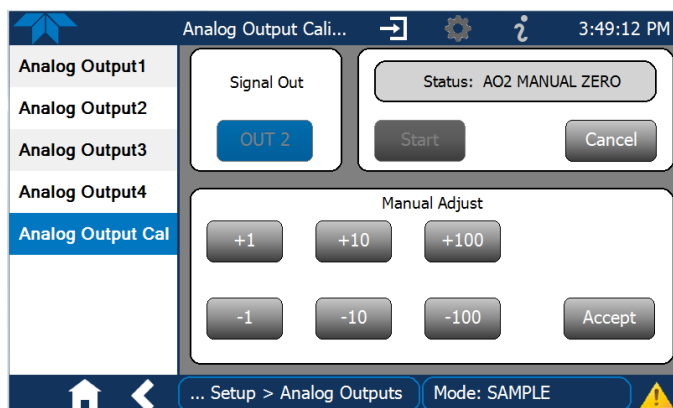 Analog Output Cali... 3:49:12 PM
Analog Output1
Analog Output2
Analog Output3
Analog Output4
Analog Output Cal
Signal Out
OUT 2
Status: AO2 MANUAL ZERO
Start
Cancel
Manual Adjust
+1
+10
+100
-1
-10
-100
Accept
... Setup > Analog Outputs
Mode: SAMPLE